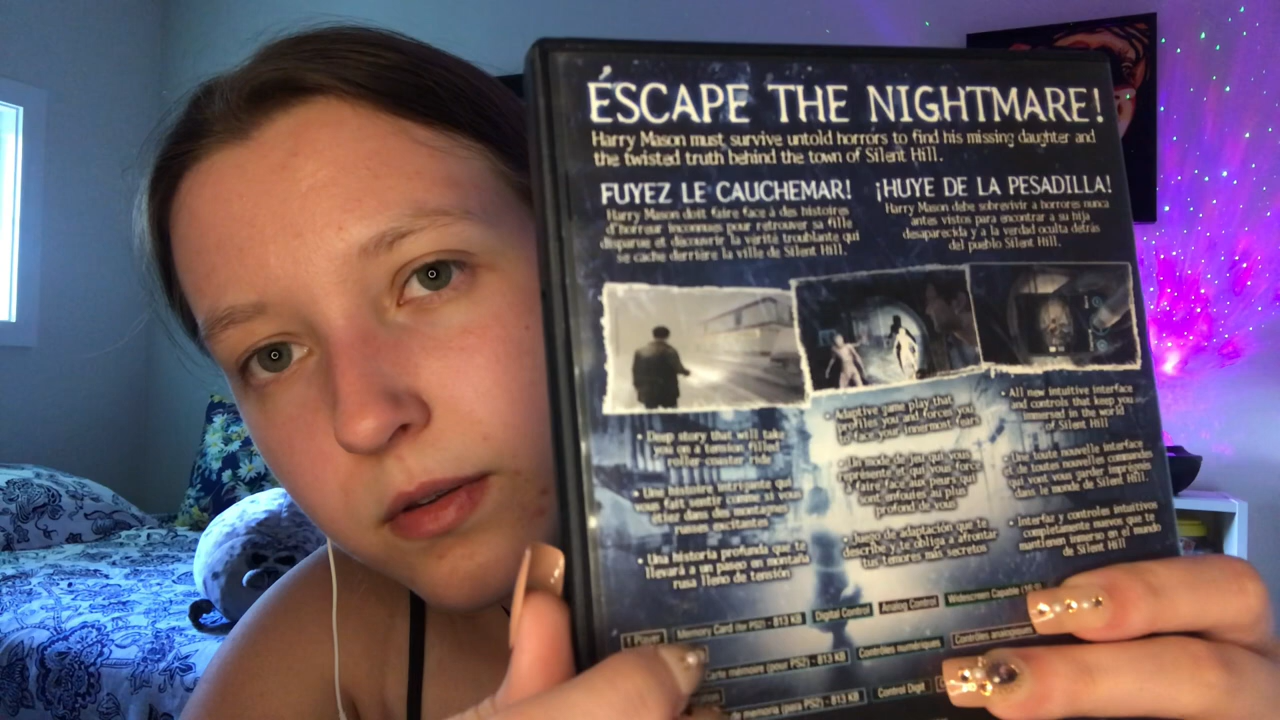 ÉSCAPE THE NIGHTMARE!
Harry Mason must survive untold horrors to find his missing daughter and
the twisted truth behind the town of Silent Hill.
FUYEZ LE CAUCHEMAR!
Harry Mason doit faire face à des histoires
d'horreur inconnues pour retrouver sa fille
disparue et découvrir la vérité troublante qui
se cache derrière la ville de Silent Hill.
¡HUYE DE LA PESADILLA!
Harry Mason debe sobrevivir a horrores nunca
antes vistos para encontrar a su hija
desaparecida y a la verdad oculta detrás
del pueblo Silent Hill.
• Deep story that will take
you on a tension filled
roller coaster ride
• Une histoire intrigante qui
vous fait sentir comme si vous
étiez dans des montagnes
russes excitantes
• Una historia profunda que te
llevará a un paseo en montaña
rusa lleno de tensión
• Adaptive game play that
profiles you and forces you
to face your innermost fears
• Un mode de jeu qui vous
représente et qui vous force
à faire face aux peurs qui
sont enfouies au plus
profond de vous
• Juego de adaptación que te
describe y te obliga a afrontar
tus temores más secretos
• All new intuitive interface
and controls that keep you
immersed in the world
of Silent Hill
• Une toute nouvelle interface
et de toutes nouvelles commandes
qui vont vous garder imprégnés
dans le monde de Silent Hill.
• Interfaz y controles intuitivos
completamente nuevos que te
mantienen inmerso en el mundo
de Silent Hill
1 Player Memory Card (for PS2) - 813 KB Digital Control Analog Control Widescreen Capable
Carte mémoire (pour PS2) - 813 KB Contrôles numériques Contrôles analogiques
de memoria (para PS2) - 813 KB Control Digit